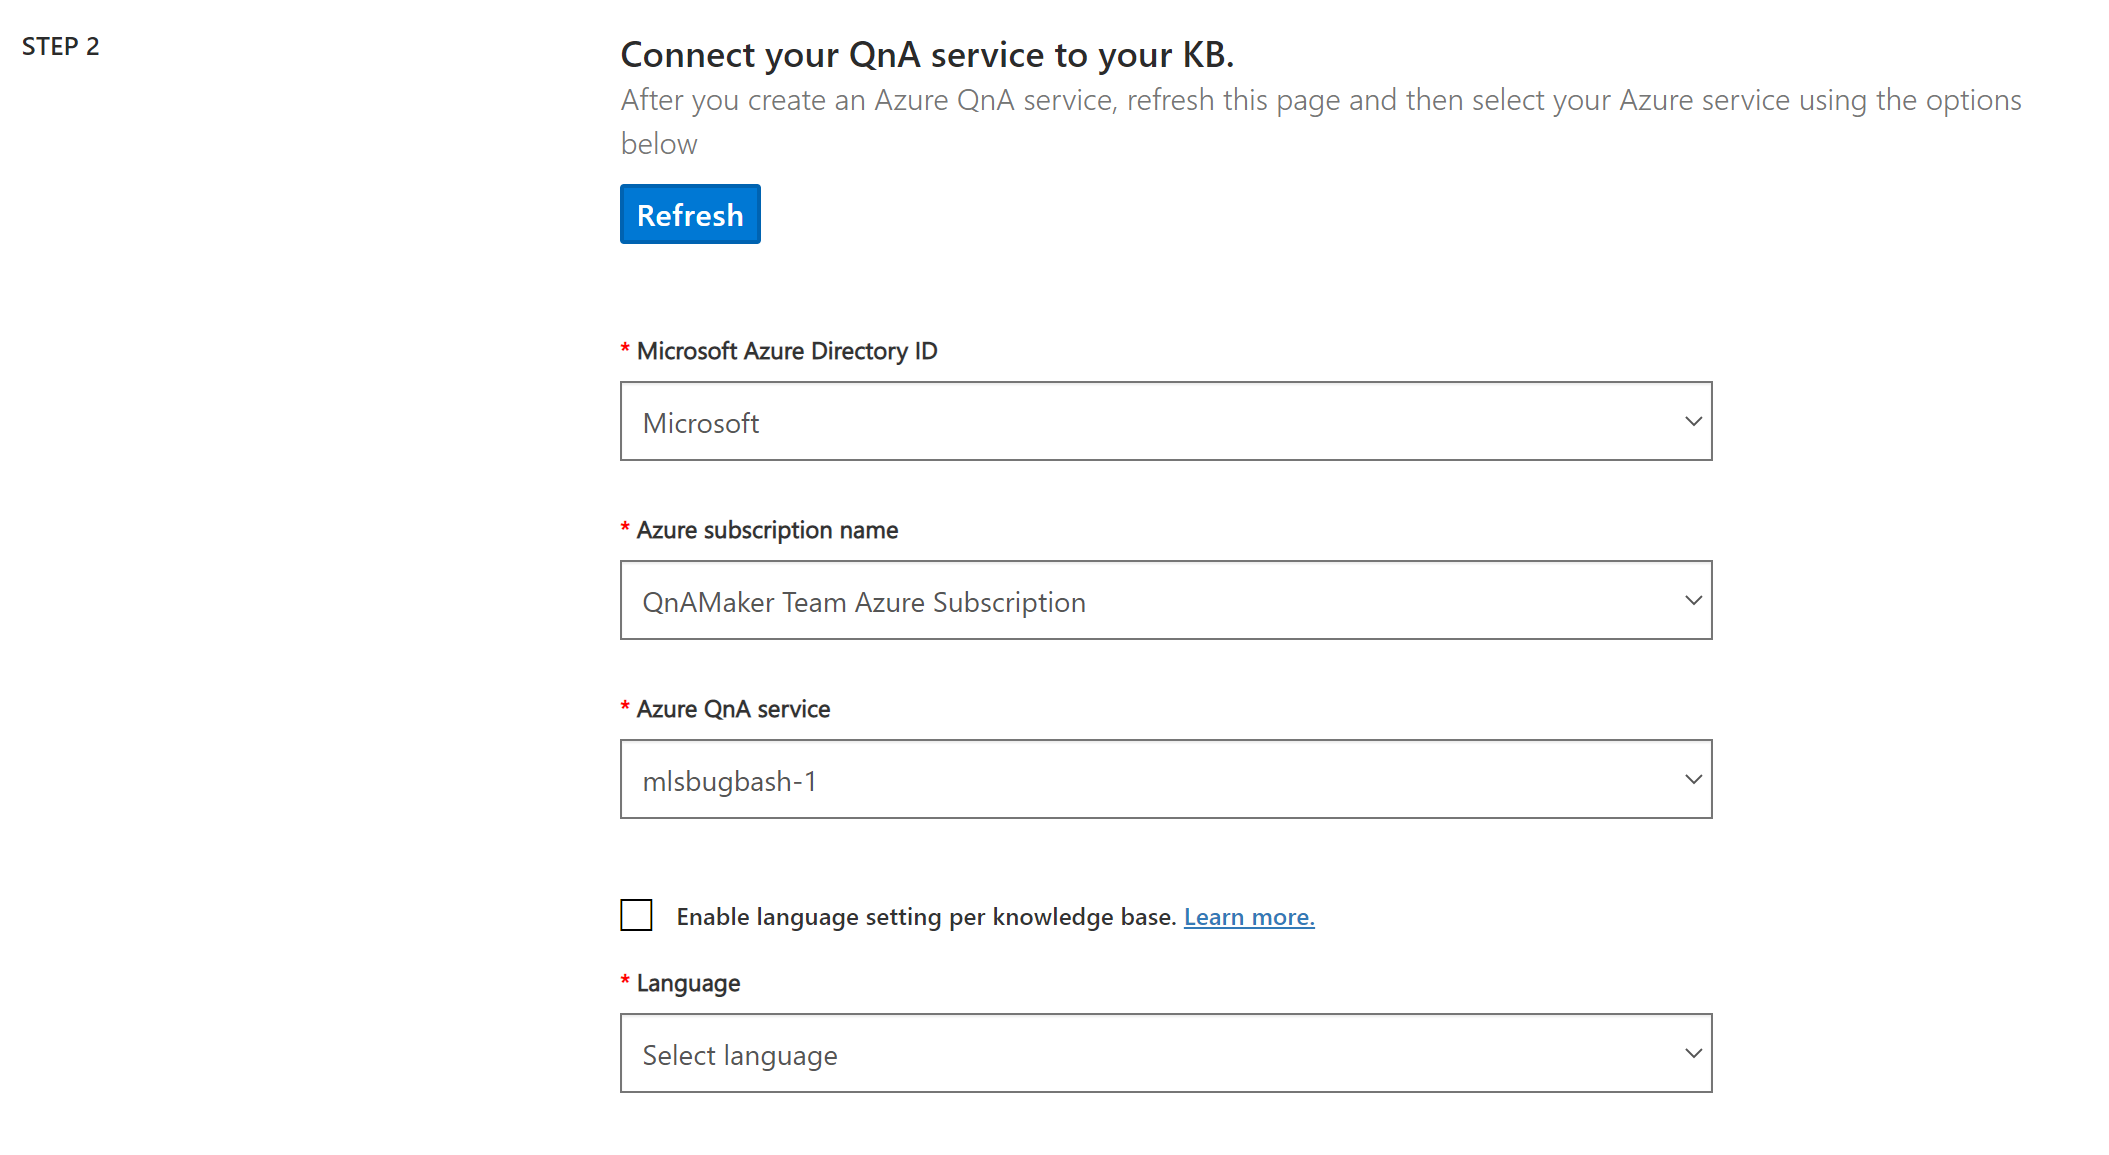 STEP 2
Connect your QnA service to your KB.
After you create an Azure QnA service, refresh this page and then select your Azure service using the options
below
Refresh
* Microsoft Azure Directory ID
Microsoft
* Azure subscription name
QnAMaker Team Azure Subscription
* Azure QnA service
mlsbugbash-1
Enable language setting per knowledge base. Learn more.
* Language
Select language